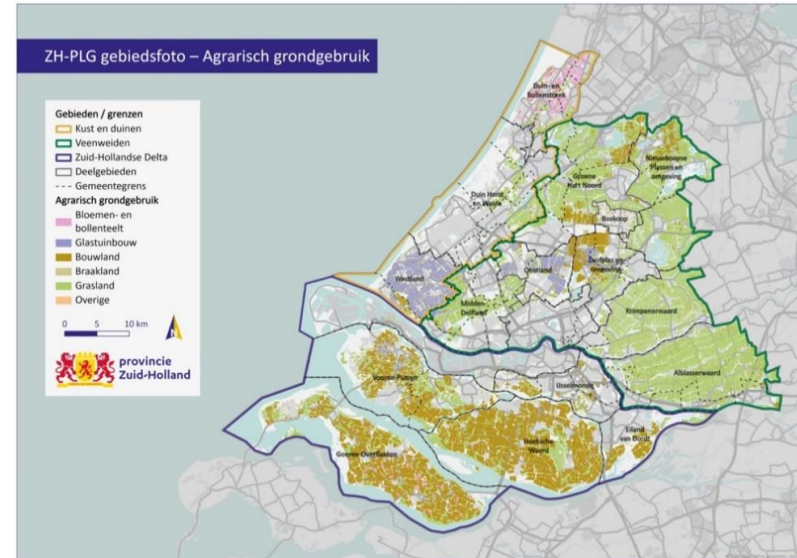 ZH-PLG gebiedsfoto – Agrarisch grondgebruik
Gebieden / grenzen
Kust en duinen
Veenweiden
Zuid-Hollandse Delta
Deelgebieden
Gemeentegrens
Agrarisch grondgebruik
Bloemen- en
bollenteelt
Glastuinbouw
Bouwland
Braakland
Grasland
Overige
0 5 10 km
provincie
Zuid-Holland
Duin- en
Bollenstreek
Nieuwkoopse
Plassen en
omgeving
Groene
Hart Noord
Duin Horst
en Weide
Boskoop
Westland
Oostland
Zuidplas en
omgeving
Midden-
Delfland
Krimpenerwaard
Alblasserwaard
Voorne-Putten
IJsselmonde
Hoeksche
Waard
Eiland
van Dordt
Goeree-Overflakkee